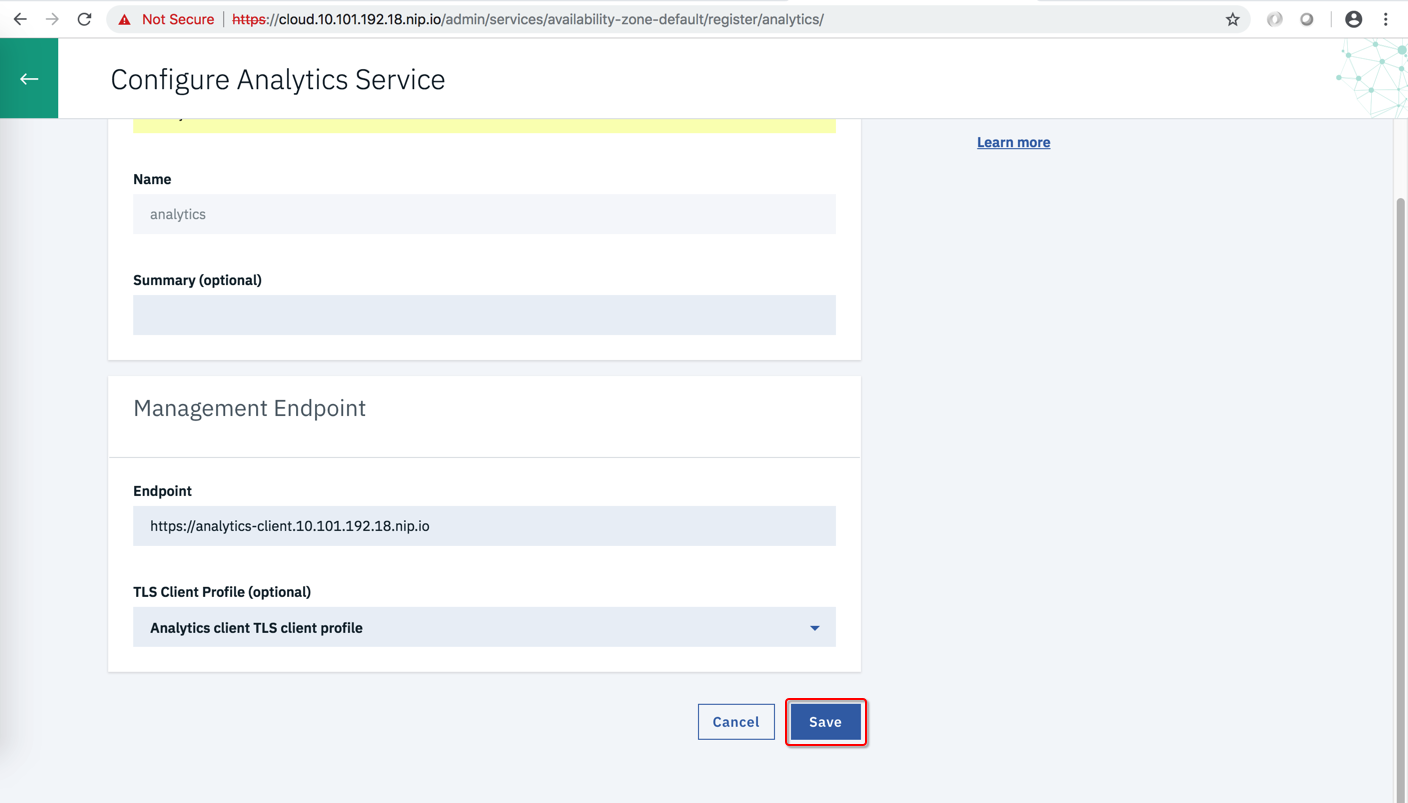 Not Secure | https://cloud.10.101.192.18.nip.io/admin/services/availability-zone-default/register/analytics/
Configure Analytics Service
Learn more
Name
analytics
Summary (optional)
Management Endpoint
Endpoint
https://analytics-client.10.101.192.18.nip.io
TLS Client Profile (optional)
Analytics client TLS client profile
Cancel
Save